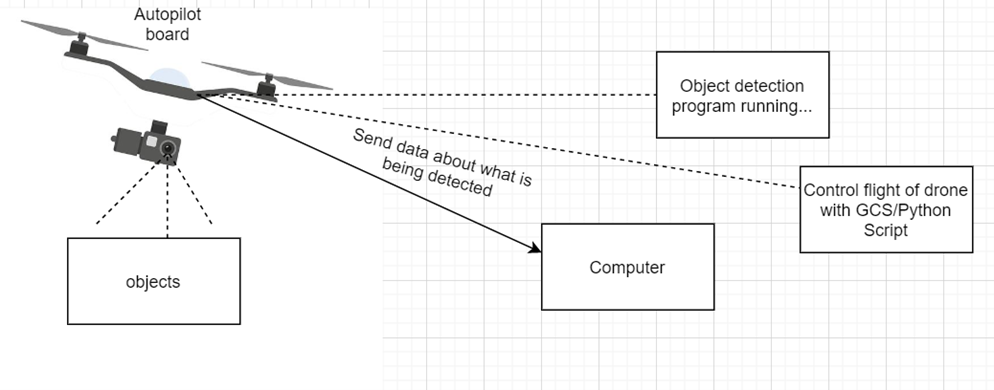 Autopilot
board
Object detection
program running...
Send data about what is
being detected
Control flight of drone
with GCS/Python
Script
Computer
objects